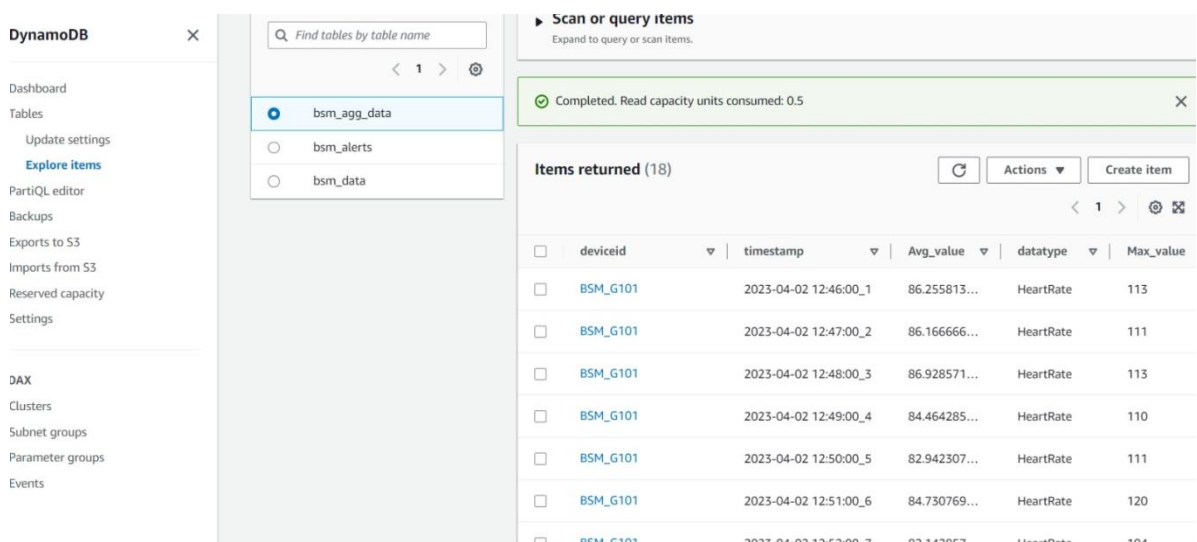 DynamoDB
Dashboard
Tables
Update settings
Explore items
PartiQL editor
Backups
Exports to S3
Imports from S3
Reserved capacity
Settings
DAX
Clusters
Subnet groups
Parameter groups
Events
Find tables by table name
1
bsm_agg_data
bsm_alerts
bsm_data
Scan or query items
Expand to query or scan items.
Completed. Read capacity units consumed: 0.5
Items returned (18)
Actions
Create item
1
deviceid timestamp Avg_value datatype Max_value
BSM_G101 2023-04-02 12:46:00_1 86.255813... HeartRate 113
BSM_G101 2023-04-02 12:47:00_2 86.166666... HeartRate 111
BSM_G101 2023-04-02 12:48:00_3 86.928571... HeartRate 113
BSM_G101 2023-04-02 12:49:00_4 84.464285... HeartRate 110
BSM_G101 2023-04-02 12:50:00_5 82.942307... HeartRate 111
BSM_G101 2023-04-02 12:51:00_6 84.730769... HeartRate 120